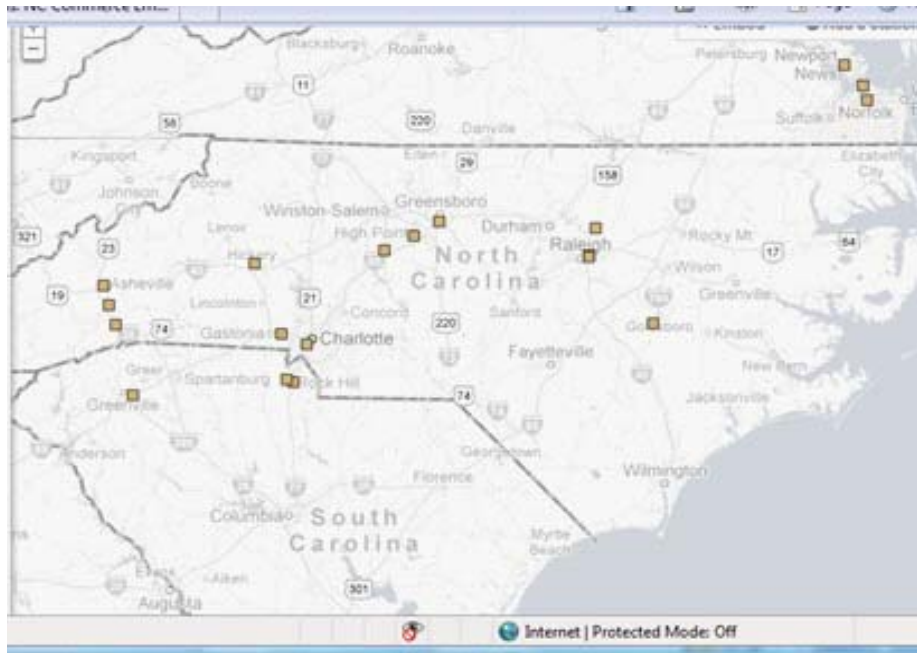 NC Commerce
−
Embed
Blacksburg
Roanoke
Petersburg
Newport
News
11
Suffolk
Norfolk
58
220
Danville
Kingsport
Eden
29
Elizabeth
City
Johnson
City
Boone
158
Winston-Salem
Greensboro
Durham
321
23
Lenoir
High Point
Raleigh
Rocky Mt.
17
64
Hickory
North
Carolina
Wilson
19
Asheville
21
Greenville
Lincolnton
Concord
Sanford
74
Gastonia
Charlotte
220
Goldsboro
Kinston
Fayetteville
New Bern
Greer
Spartanburg
Rock Hill
74
Jacksonville
Greenville
Anderson
Georgetown
Wilmington
Florence
Columbia
South
Carolina
Myrtle
Beach
Evans
Aiken
301
Augusta
Internet | Protected Mode: Off